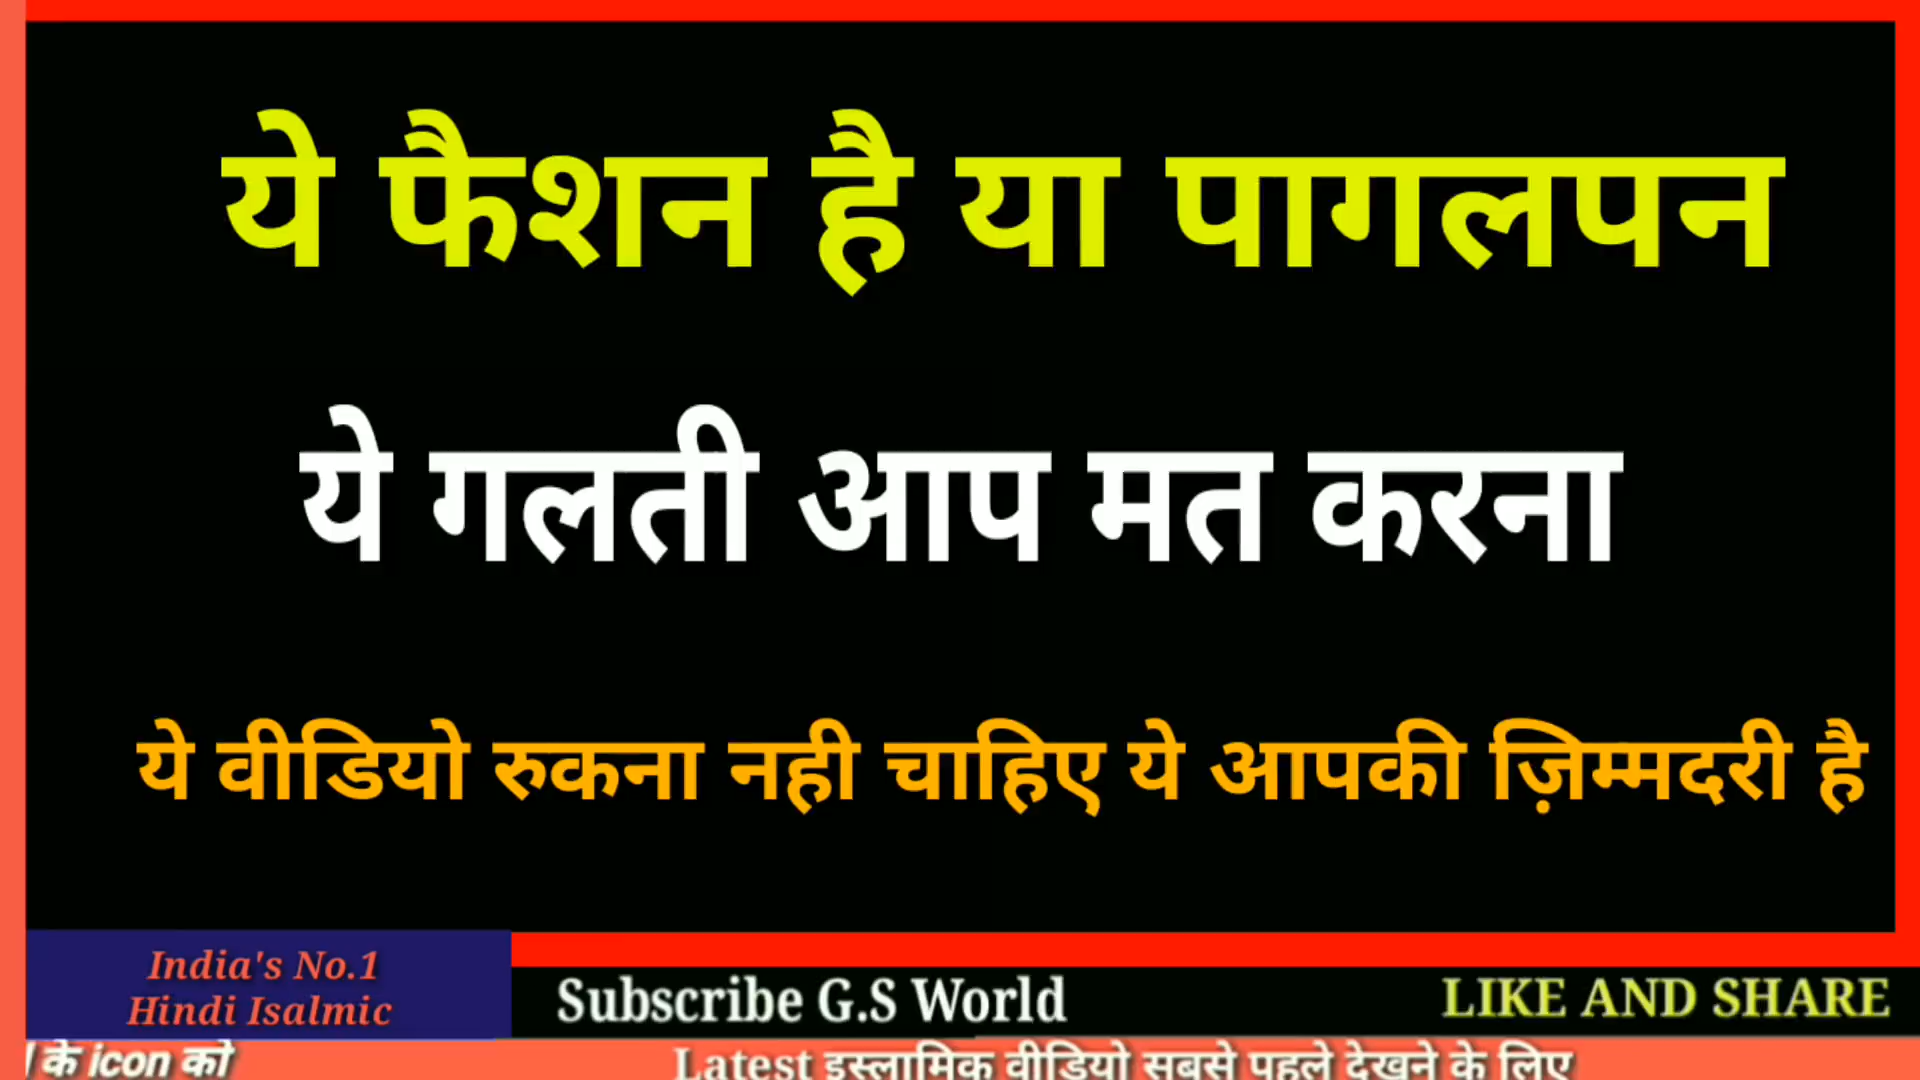 ये फैशन है या पागलपन
ये गलती आप मत करना
ये वीडियो रुकना नही चाहिए ये आपकी ज़िम्मदरी है
India's No.1
Hindi Isalmic
Subscribe G.S World
LIKE AND SHARE
के icon को
Latest इस्लामिक वीडियो सबसे पहले देखने के लिए